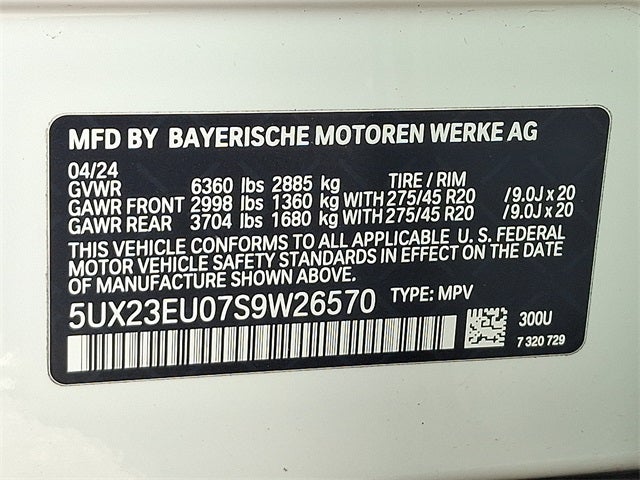 MFD BY BAYERISCHE MOTOREN WERKE AG
04/24
GVWR 6360 lbs 2885 kg TIRE / RIM
GAWR FRONT 2998 lbs 1360 kg WITH 275/45 R20 /9.0J x 20
GAWR REAR 3704 lbs 1680 kg WITH 275/45 R20 /9.0J x 20
THIS VEHICLE CONFORMS TO ALL APPLICABLE U. S. FEDERAL
MOTOR VEHICLE SAFETY STANDARDS IN EFFECT ON THE DATE
OF MANUFACTURE SHOWN ABOVE.
5UX23EU07S9W26570 TYPE: MPV
300U
7 320 729